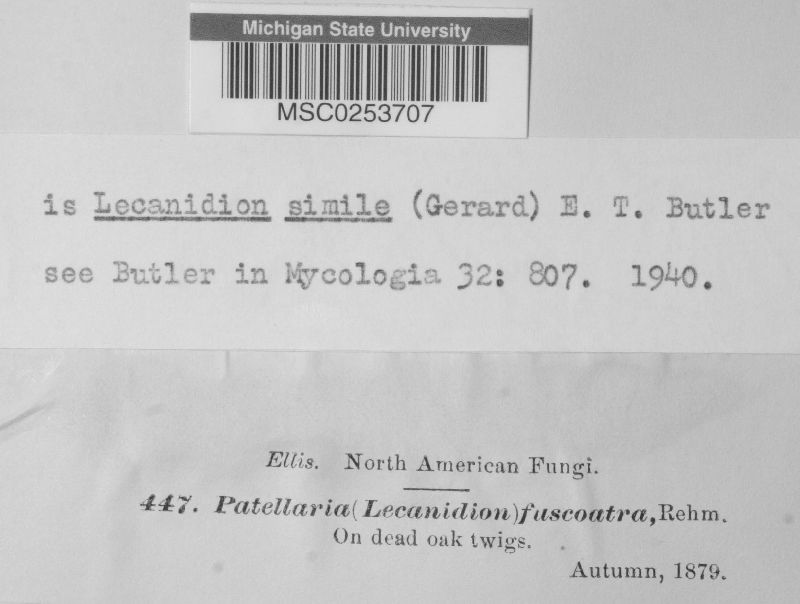 Michigan State University
MSC0253707
is Lecanidion simile (Gerard) E. T. Butler
see Butler in Mycologia 32: 807. 1940.
Ellis. North American Fungi.
447. Patellaria (Lecanidion) fuscoatra, Rehm.
On dead oak twigs.
Autumn, 1879.